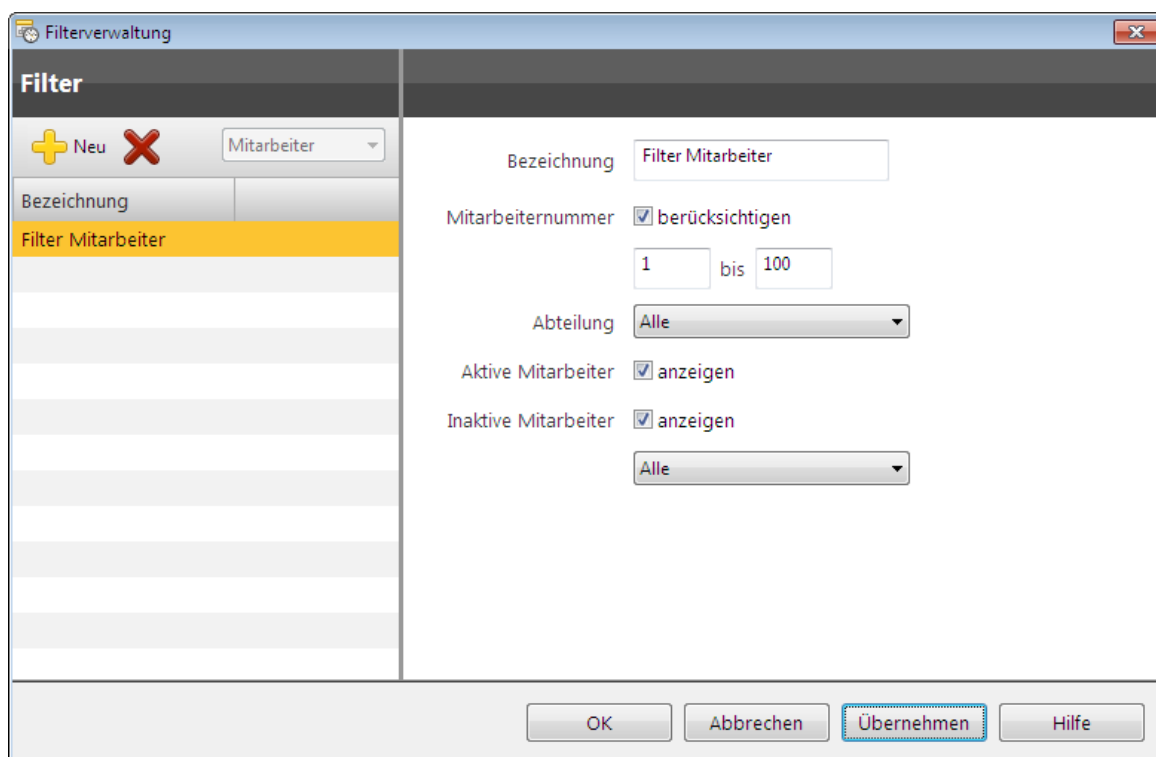 Filterverwaltung
Filter
Neu
Mitarbeiter
Bezeichnung
Filter Mitarbeiter
Bezeichnung
Filter Mitarbeiter
Mitarbeiternummer
berücksichtigen
1 bis 100
Abteilung
Alle
Aktive Mitarbeiter
anzeigen
Inaktive Mitarbeiter
anzeigen
Alle
OK
Abbrechen
Übernehmen
Hilfe